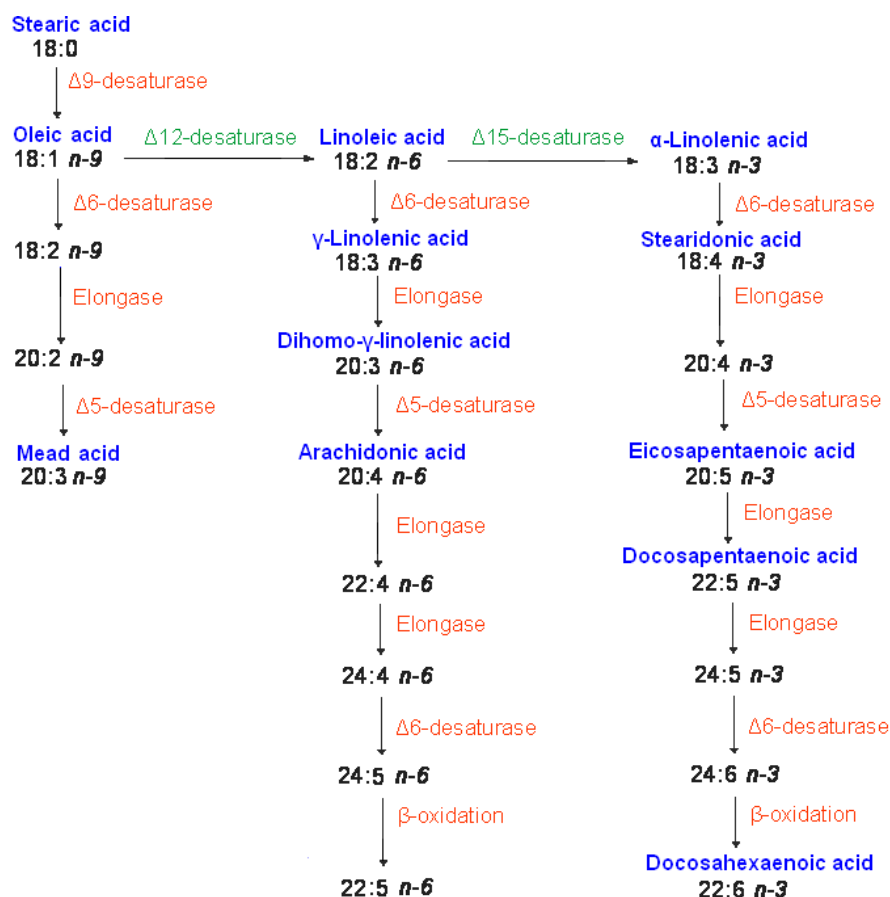 Stearic acid
18:0
Δ9-desaturase
Oleic acid
18:1 n-9
Δ12-desaturase
Linoleic acid
18:2 n-6
Δ15-desaturase
α-Linolenic acid
18:3 n-3
Δ6-desaturase
Δ6-desaturase
Δ6-desaturase
18:2 n-9
γ-Linolenic acid
18:3 n-6
Stearidonic acid
18:4 n-3
Elongase
Elongase
Elongase
20:2 n-9
Dihomo-γ-linolenic acid
20:3 n-6
20:4 n-3
Δ5-desaturase
Δ5-desaturase
Δ5-desaturase
Mead acid
20:3 n-9
Arachidonic acid
20:4 n-6
Eicosapentaenoic acid
20:5 n-3
Elongase
Elongase
22:4 n-6
Docosapentaenoic acid
22:5 n-3
Elongase
Elongase
24:4 n-6
24:5 n-3
Δ6-desaturase
Δ6-desaturase
24:5 n-6
24:6 n-3
β-oxidation
β-oxidation
22:5 n-6
Docosahexaenoic acid
22:6 n-3